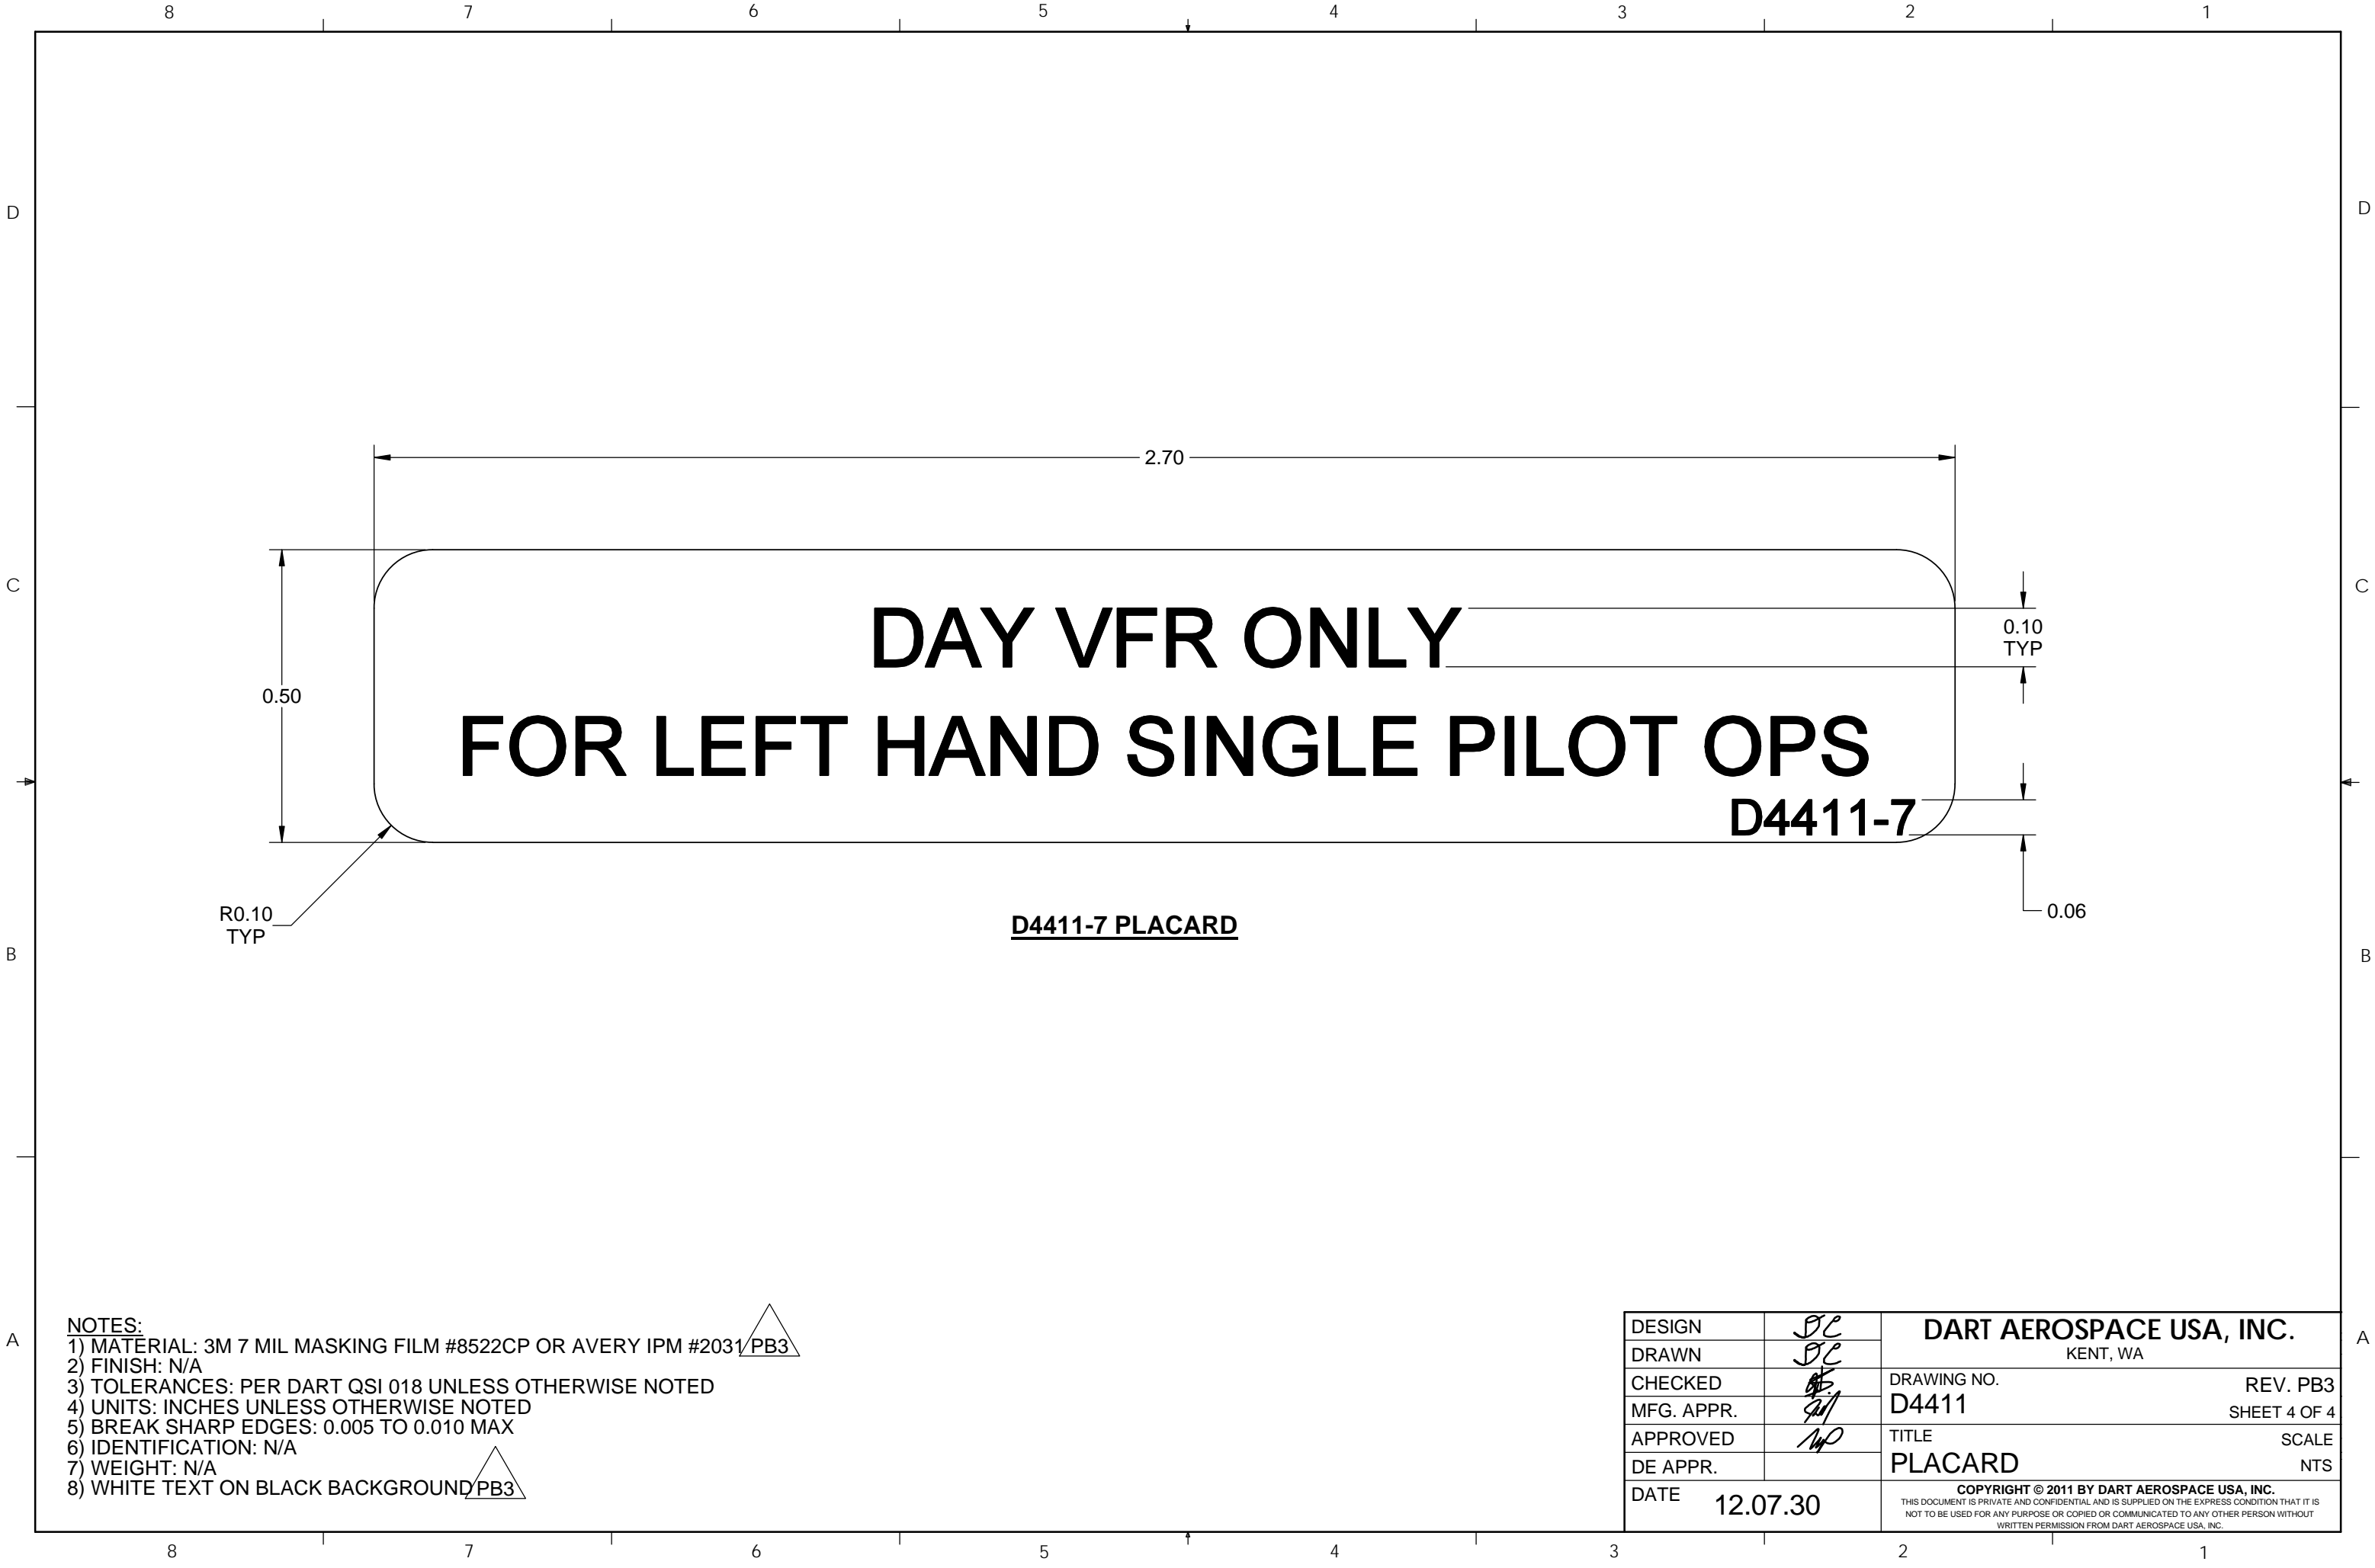 8 7 6 5 4 3 2 1
D D
2.70
C C
DAY VFR ONLY
0.10
TYP
0.50
FOR LEFT HAND SINGLE PILOT OPS
D4411-7
R0.10
TYP
0.06
D4411-7 PLACARD
B B
NOTES:
1) MATERIAL: 3M 7 MIL MASKING FILM #8522CP OR AVERY IPM #2031 PB3
2) FINISH: N/A
3) TOLERANCES: PER DART QSI 018 UNLESS OTHERWISE NOTED
4) UNITS: INCHES UNLESS OTHERWISE NOTED
5) BREAK SHARP EDGES: 0.005 TO 0.010 MAX
6) IDENTIFICATION: N/A
7) WEIGHT: N/A
8) WHITE TEXT ON BLACK BACKGROUND PB3
A A
DESIGN DC
DRAWN DC
CHECKED
MFG. APPR.
APPROVED
DE APPR.
DATE 12.07.30
DART AEROSPACE USA, INC.
KENT, WA
DRAWING NO. REV. PB3
D4411 SHEET 4 OF 4
TITLE SCALE
PLACARD NTS
COPYRIGHT © 2011 BY DART AEROSPACE USA, INC.
THIS DOCUMENT IS PRIVATE AND CONFIDENTIAL AND IS SUPPLIED ON THE EXPRESS CONDITION THAT IT IS
NOT TO BE USED FOR ANY PURPOSE OR COPIED OR COMMUNICATED TO ANY OTHER PERSON WITHOUT
WRITTEN PERMISSION FROM DART AEROSPACE USA, INC.
8 7 6 5 4 3 2 1